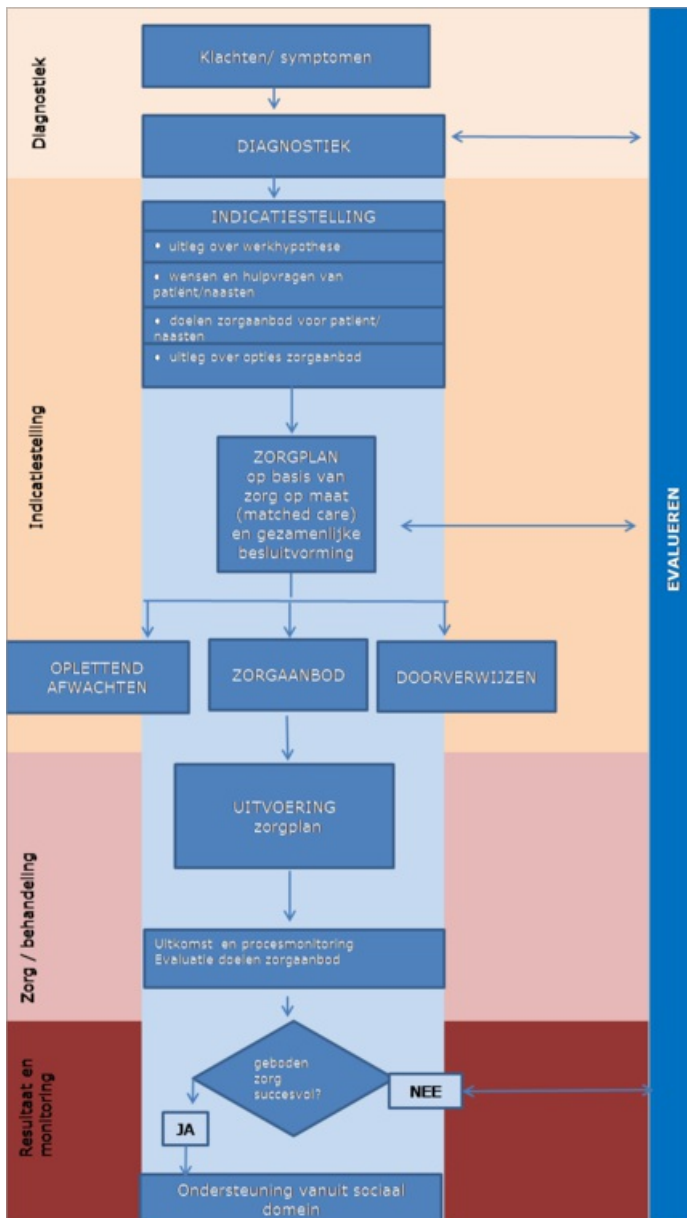 Diagnostiek
Klachten/ symptomen
DIAGNOSTIEK
Indicatiestelling
INDICATIESTELLING
• uitleg over werkhypothese
• wensen en hulpvragen van
patiënt/naasten
• doelen zorgaanbod voor patiënt/
naasten
• uitleg over opties zorgaanbod
ZORGPLAN
op basis van
zorg op maat
(matched care)
en gezamenlijke
besluitvorming
EVALUEREN
OPLETTEND
AFWACHTEN
ZORGAANBOD
DOORVERWIJZEN
Zorg / behandeling
UITVOERING
zorgplan
Uitkomst en procesmonitoring
Evaluatie doelen zorgaanbod
Resultaat en
monitoring
geboden
zorg
succesvol?
NEE
JA
Ondersteuning vanuit sociaal
domein